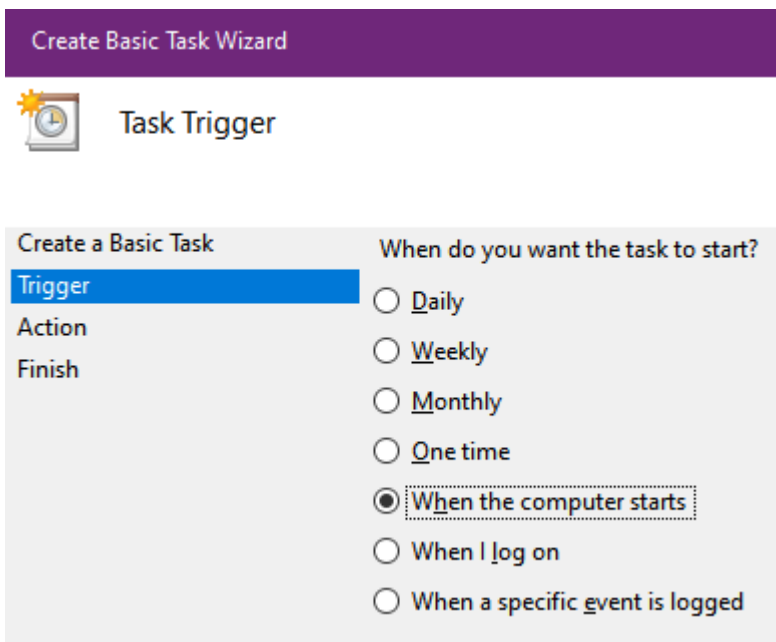 Create Basic Task Wizard
Task Trigger
Create a Basic Task
Trigger
Action
Finish
When do you want the task to start?
Daily
Weekly
Monthly
One time
When the computer starts
When I log on
When a specific event is logged